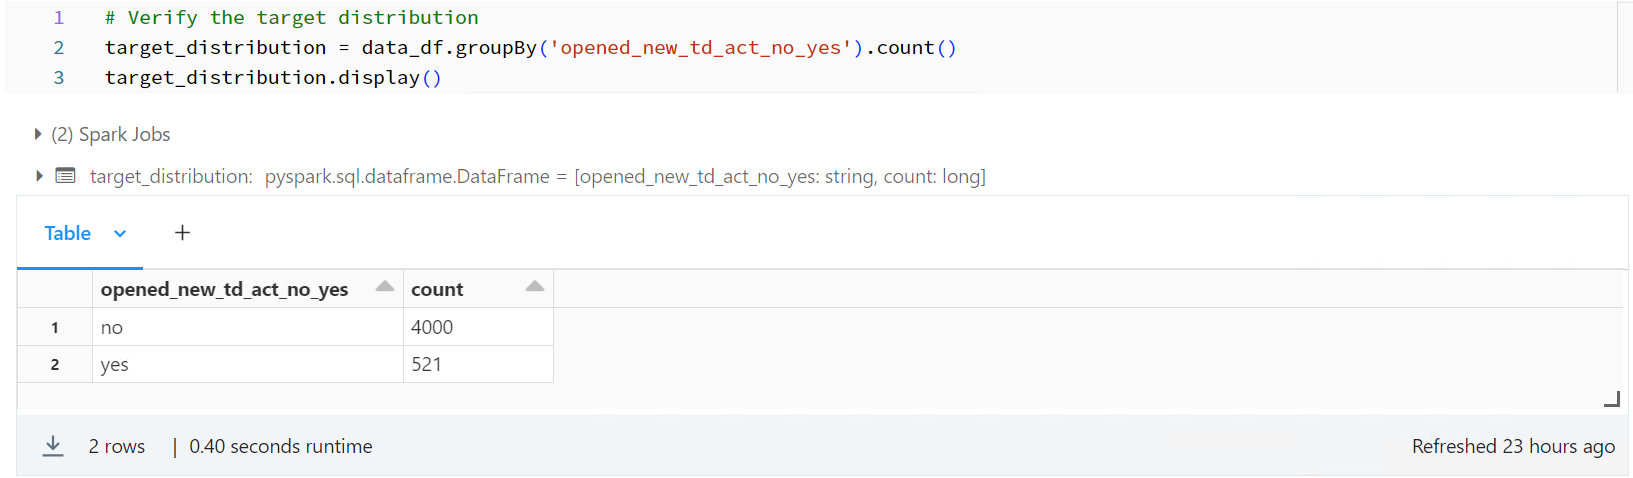 1 # Verify the target distribution
2 target_distribution = data_df.groupBy('opened_new_td_act_no_yes').count()
3 target_distribution.display()
(2) Spark Jobs
target_distribution: pyspark.sql.dataframe.DataFrame = [opened_new_td_act_no_yes: string, count: long]
Table +
opened_new_td_act_no_yes count
1 no 4000
2 yes 521
2 rows | 0.40 seconds runtime Refreshed 23 hours ago